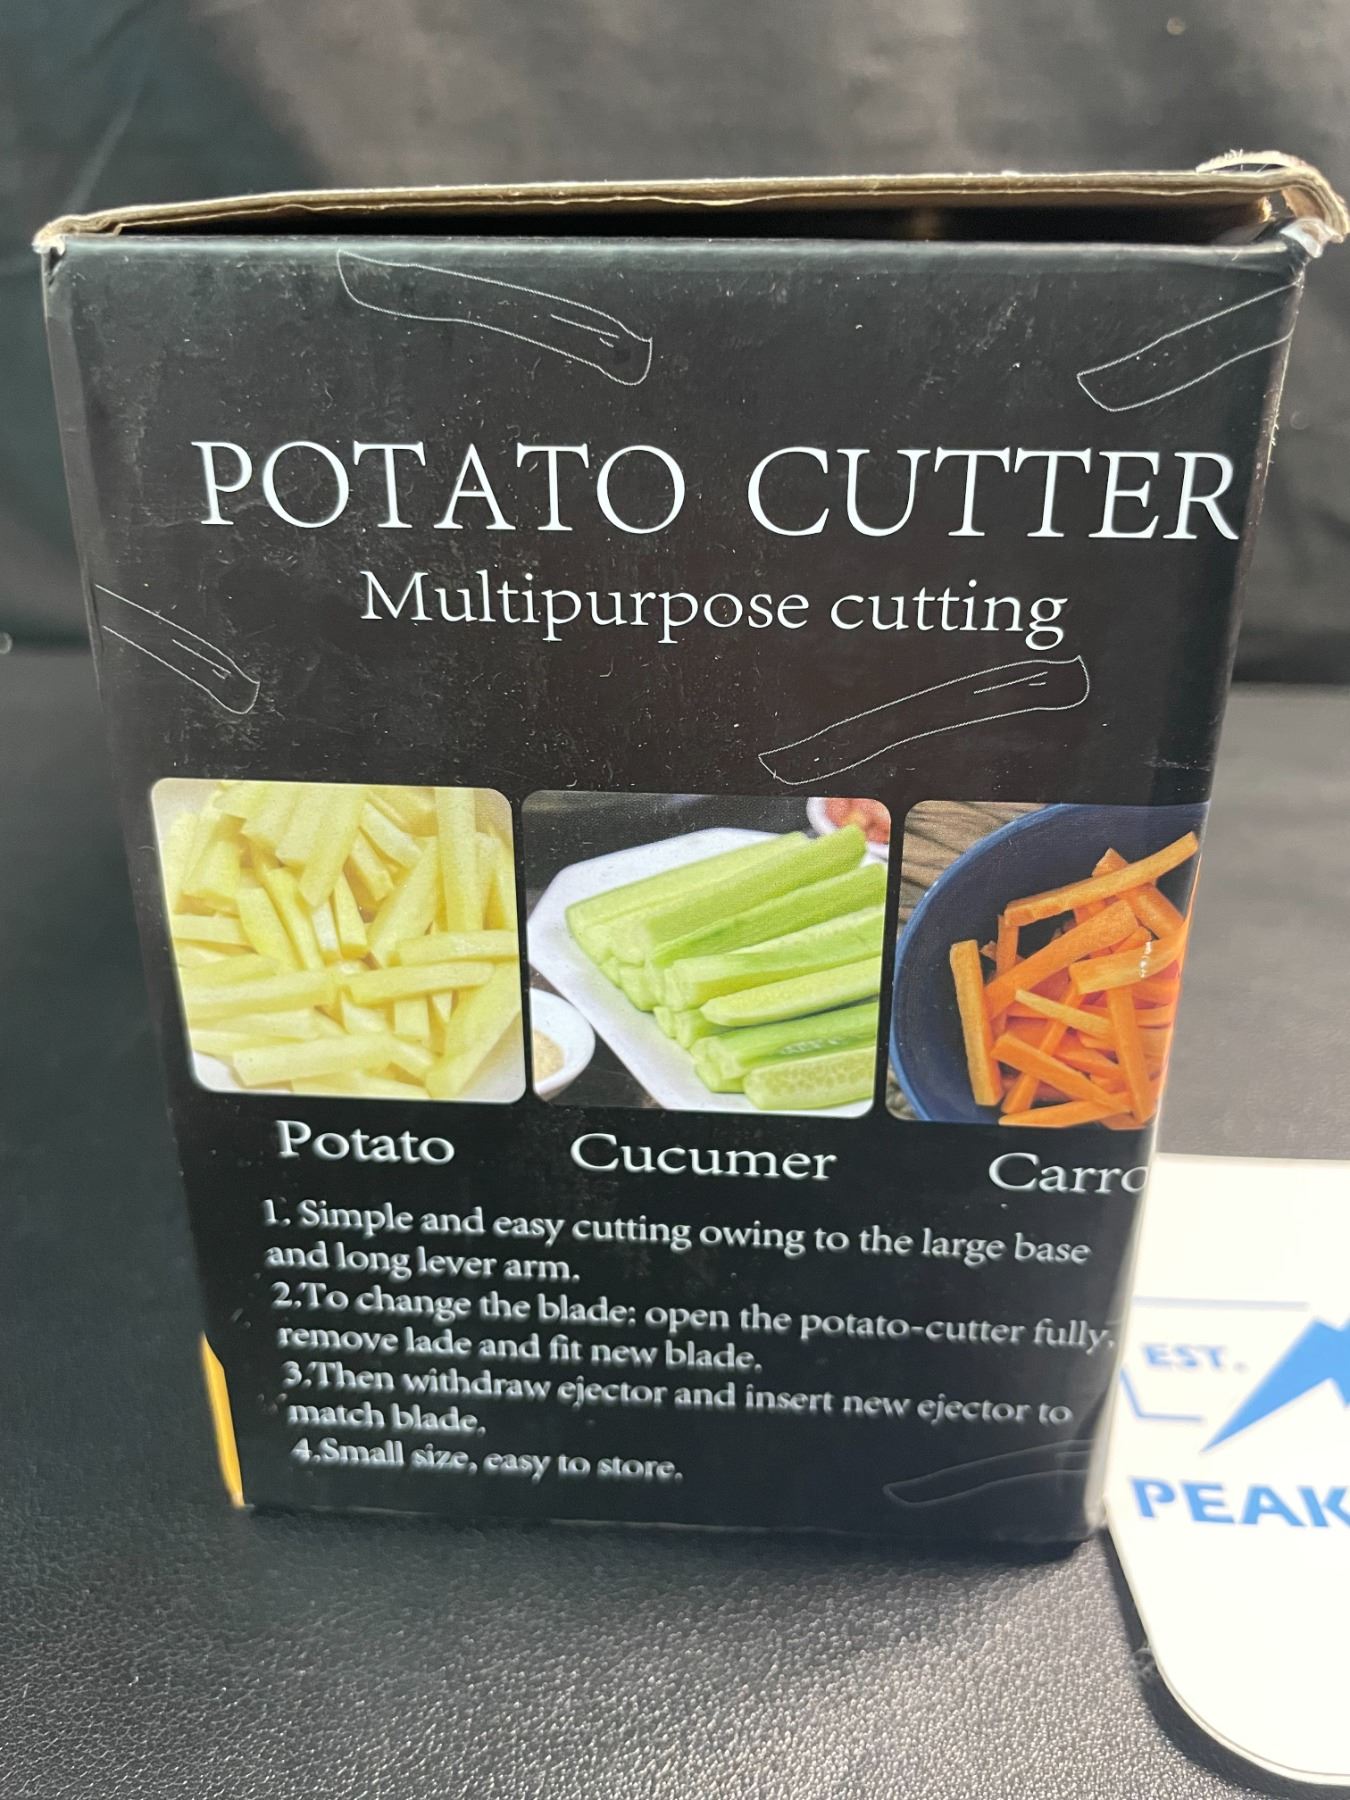 POTATO CUTTER
Multipurpose cutting
Potato Cucumer Carro
1. Simple and easy cutting owing to the large base
and long lever arm.
2.To change the blade: open the potato-cutter fully,
remove lade and fit new blade.
3.Then withdraw ejector and insert new ejector to
match blade.
4.Small size, easy to store.
EST.
PEAK